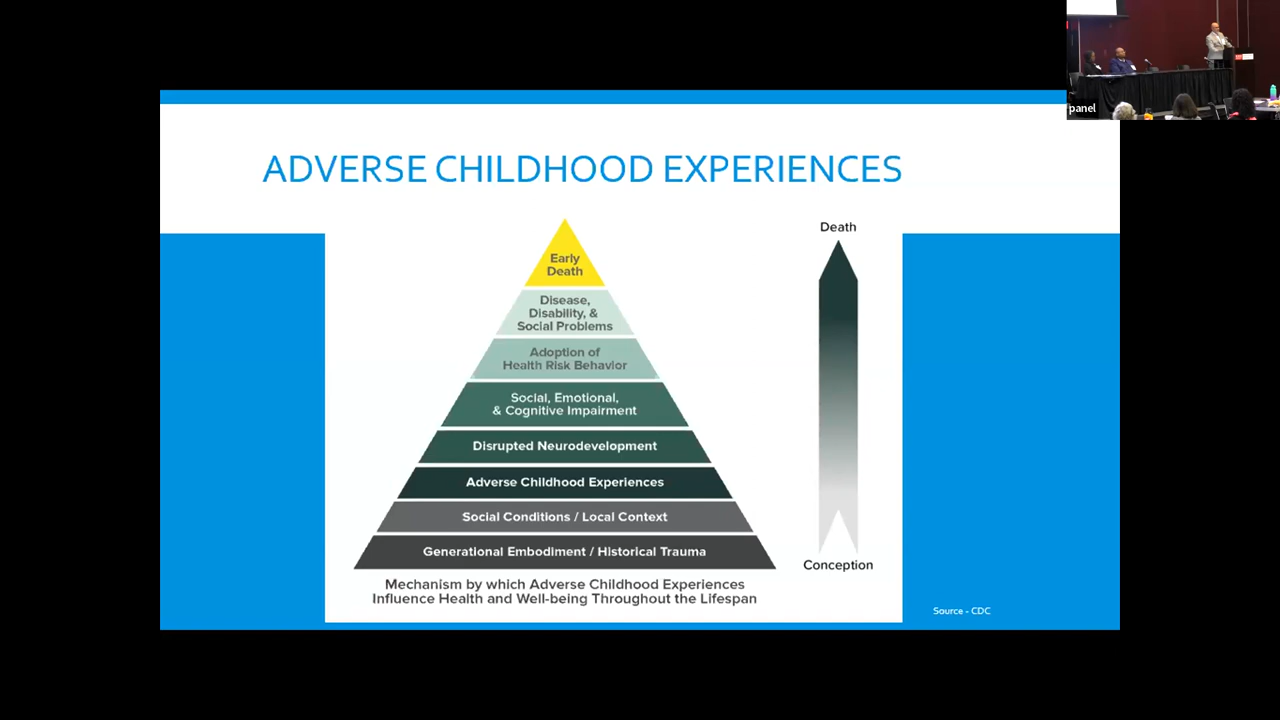 panel
ADVERSE CHILDHOOD EXPERIENCES
Early
Death
Disease,
Disability, &
Social Problems
Adoption of
Health Risk Behavior
Social, Emotional,
& Cognitive Impairment
Disrupted Neurodevelopment
Adverse Childhood Experiences
Social Conditions / Local Context
Generational Embodiment / Historical Trauma
Mechanism by which Adverse Childhood Experiences
Influence Health and Well-being Throughout the Lifespan
Death
Conception
Source - CDC